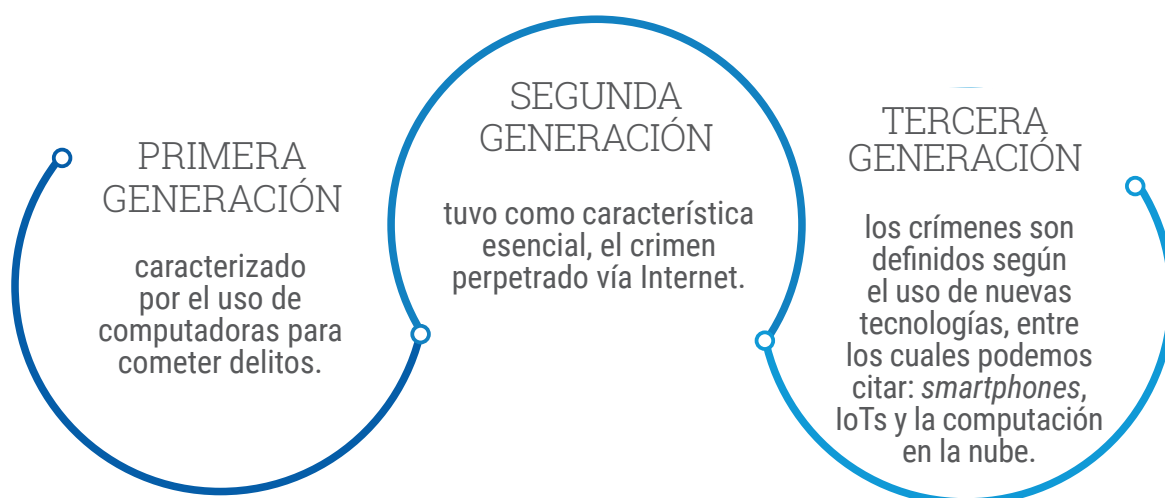 PRIMERA
GENERACIÓN
caracterizado
por el uso de
computadoras para
cometer delitos.
SEGUNDA
GENERACIÓN
tuvo como característica
esencial, el crimen
perpetrado vía Internet.
TERCERA
GENERACIÓN
los crímenes son
definidos según
el uso de nuevas
tecnologías, entre
los cuales podemos
citar: smartphones,
IoTs y la computación
en la nube.